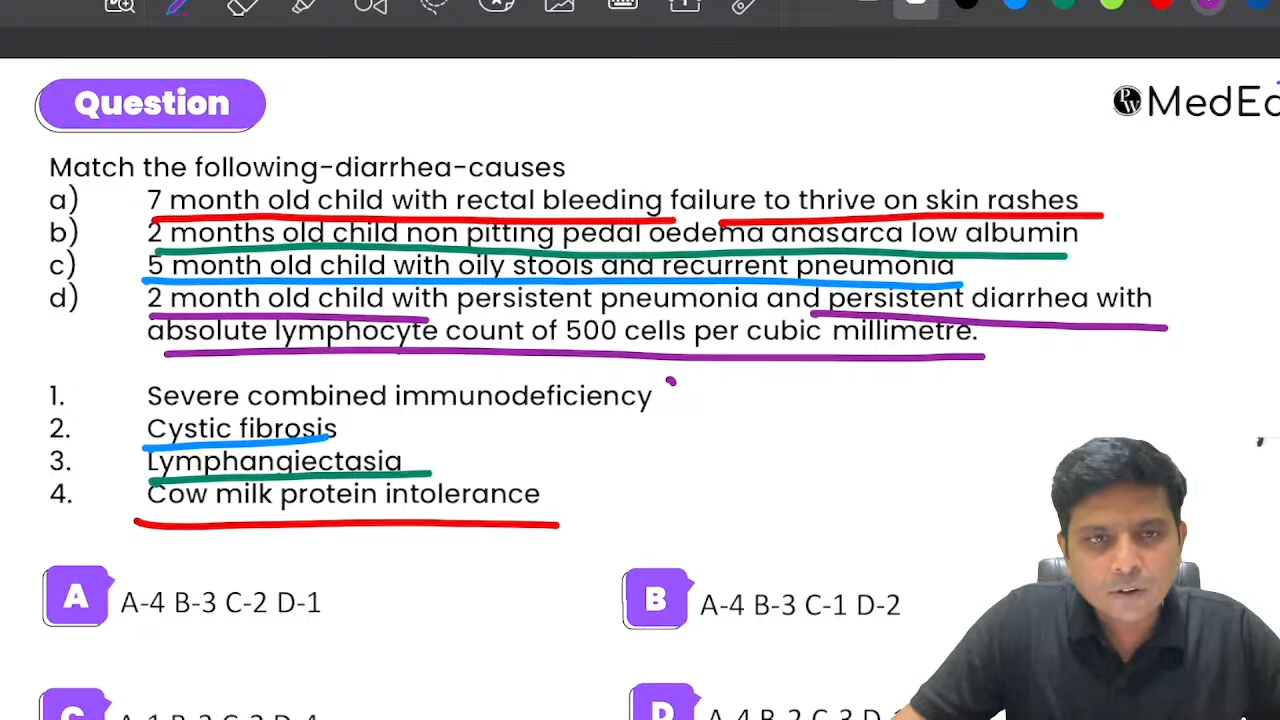 Question
PW MedEd
Match the following-diarrhea-causes
a) 7 month old child with rectal bleeding failure to thrive on skin rashes
b) 2 months old child non pitting pedal oedema anasarca low albumin
c) 5 month old child with oily stools and recurrent pneumonia
d) 2 month old child with persistent pneumonia and persistent diarrhea with
absolute lymphocyte count of 500 cells per cubic millimetre.
1. Severe combined immunodeficiency
2. Cystic fibrosis
3. Lymphangiectasia
4. Cow milk protein intolerance
A A-4 B-3 C-2 D-1
B A-4 B-3 C-1 D-2
C
D A-4 B-2 C-3